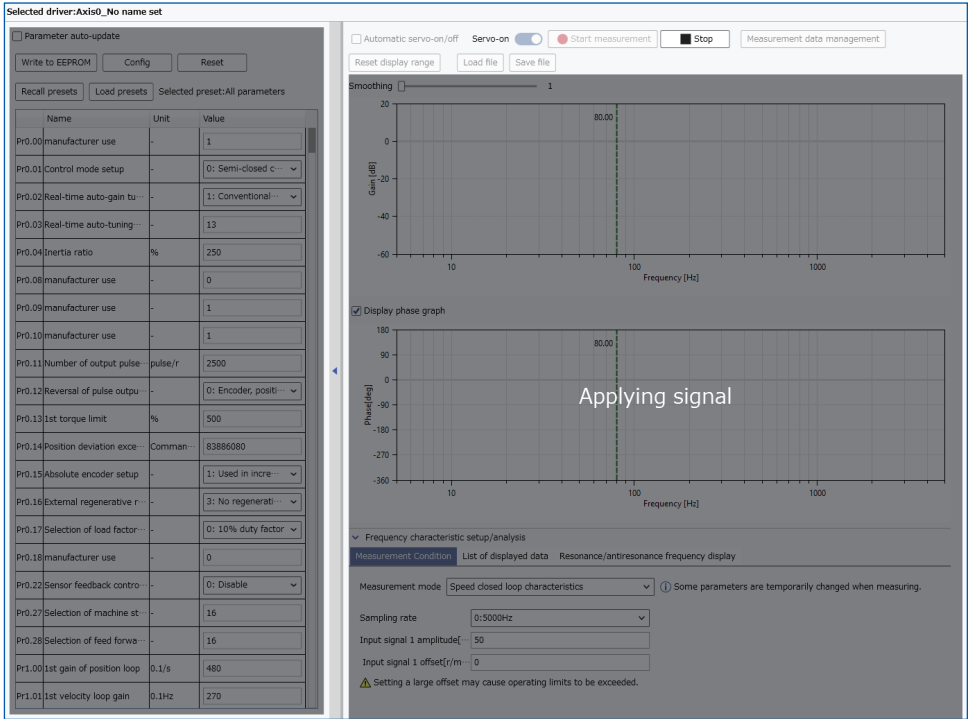 Selected driver:Axis0_No name set
Parameter auto-update
Write to EEPROM Config Reset
Recall presets Load presets Selected preset:All parameters
Name Unit Value
Pr0.00 manufacturer use - 1
Pr0.01 Control mode setup - 0: Semi-closed c···
Pr0.02 Real-time auto-gain tu··· - 1: Conventional···
Pr0.03 Real-time auto-tuning··· - 13
Pr0.04 Inertia ratio % 250
Pr0.08 manufacturer use - 0
Pr0.09 manufacturer use - 1
Pr0.10 manufacturer use - 1
Pr0.11 Number of output pulse··· pulse/r 2500
Pr0.12 Reversal of pulse outpu··· - 0: Encoder, positi···
Pr0.13 1st torque limit % 500
Pr0.14 Position deviation exce··· Comman··· 83886080
Pr0.15 Absolute encoder setup - 1: Used in incre···
Pr0.16 External regenerative r··· - 3: No regenerati···
Pr0.17 Selection of load factor··· - 0: 10% duty factor
Pr0.18 manufacturer use - 0
Pr0.22 Sensor feedback contro··· - 0: Disable
Pr0.27 Selection of machine st··· - 16
Pr0.28 Selection of feed forwa··· - 16
Pr1.00 1st gain of position loop 0.1/s 480
Pr1.01 1st velocity loop gain 0.1Hz 270
Automatic servo-on/off Servo-on Start measurement Stop Measurement data management
Reset display range Load file Save file
Smoothing 1
20
0
-20
-40
-60
Gain [dB]
80.00
10 100 1000
Frequency [Hz]
Display phase graph
180
90
0
-90
-180
-270
-360
Phase[deg]
80.00
Applying signal
10 100 1000
Frequency [Hz]
Frequency characteristic setup/analysis
Measurement Condition List of displayed data Resonance/antiresonance frequency display
Measurement mode Speed closed loop characteristics Some parameters are temporarily changed when measuring.
Sampling rate 0:5000Hz
Input signal 1 amplitude[··· 50
Input signal 1 offset[r/m··· 0
Setting a large offset may cause operating limits to be exceeded.